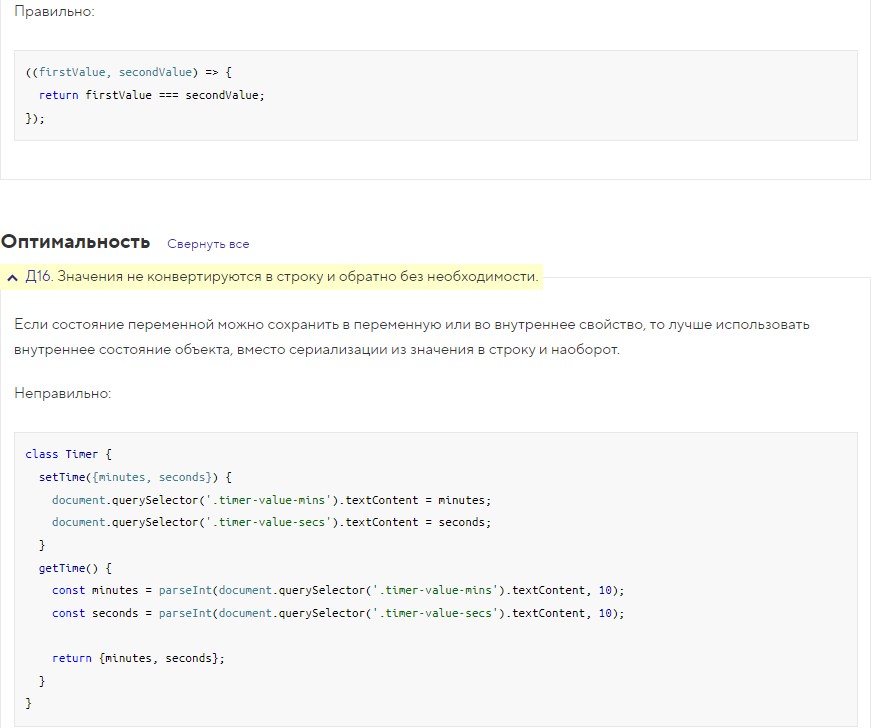 Правильно:
((firstValue, secondValue) => {
return firstValue === secondValue;
});
Оптимальность Свернуть все
Д16. Значения не конвертируются в строку и обратно без необходимости.
Если состояние переменной можно сохранить в переменную или во внутреннее свойство, то лучше использовать
внутреннее состояние объекта, вместо сериализации из значения в строку и наоборот.
Неправильно:
class Timer {
setTime({minutes, seconds}) {
document.querySelector('.timer-value-mins').textContent = minutes;
document.querySelector('.timer-value-secs').textContent = seconds;
}
getTime() {
const minutes = parseInt(document.querySelector('.timer-value-mins').textContent, 10);
const seconds = parseInt(document.querySelector('.timer-value-secs').textContent, 10);
return {minutes, seconds};
}
}